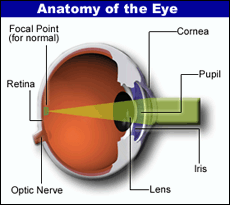 Anatomy of the Eye
Focal Point
(for normal)
Cornea
Retina
Pupil
Iris
Optic Nerve
Lens